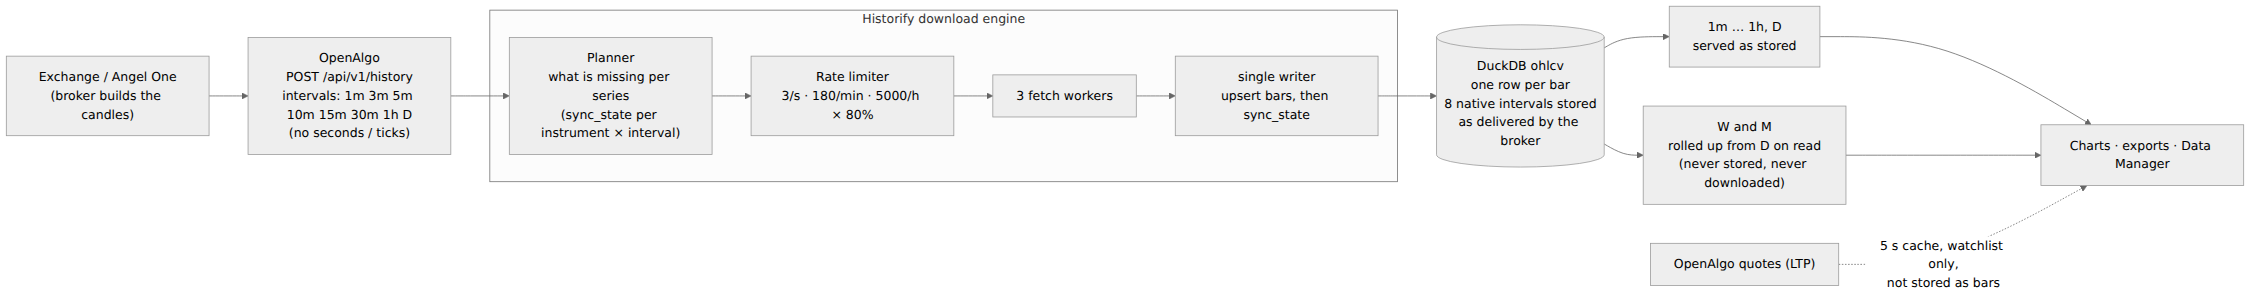 Historify download engine
Exchange / Angel One
(broker builds the
candles)
OpenAlgo
POST /api/v1/history
intervals: 1m 3m 5m
10m 15m 30m 1h D
(no seconds / ticks)
Planner
what is missing per
series
(sync_state per
instrument × interval)
Rate limiter
3/s · 180/min · 5000/h
× 80%
3 fetch workers
single writer
upsert bars, then
sync_state
DuckDB ohlcv
one row per bar
8 native intervals stored
as delivered by the
broker
1m … 1h, D
served as stored
W and M
rolled up from D on read
(never stored, never
downloaded)
OpenAlgo quotes (LTP)
5 s cache, watchlist
only,
not stored as bars
Charts · exports · Data
Manager